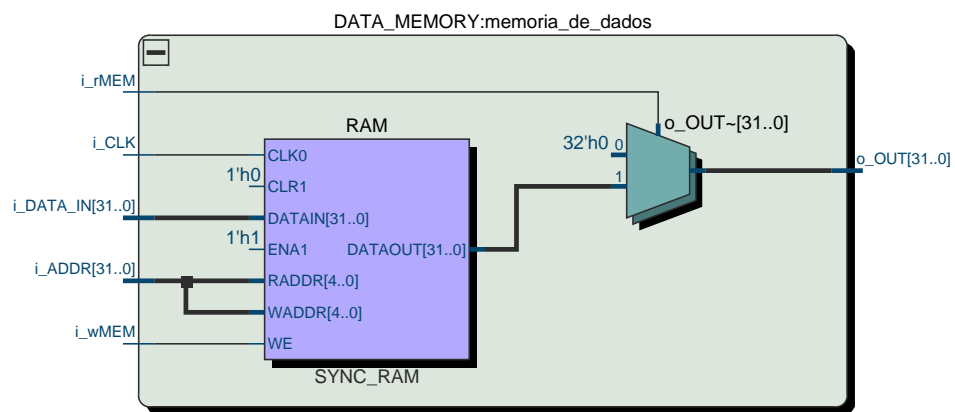 DATA_MEMORY:memoria_de_dados
i_rMEM
RAM
o_OUT~[31..0]
i_CLK
CLK0
32'h0
0
o_OUT[31..0]
1'h0
CLR1
1
i_DATA_IN[31..0]
DATAIN[31..0]
1'h1
ENA1
DATAOUT[31..0]
i_ADDR[31..0]
RADDR[4..0]
WADDR[4..0]
i_wMEM
WE
SYNC_RAM